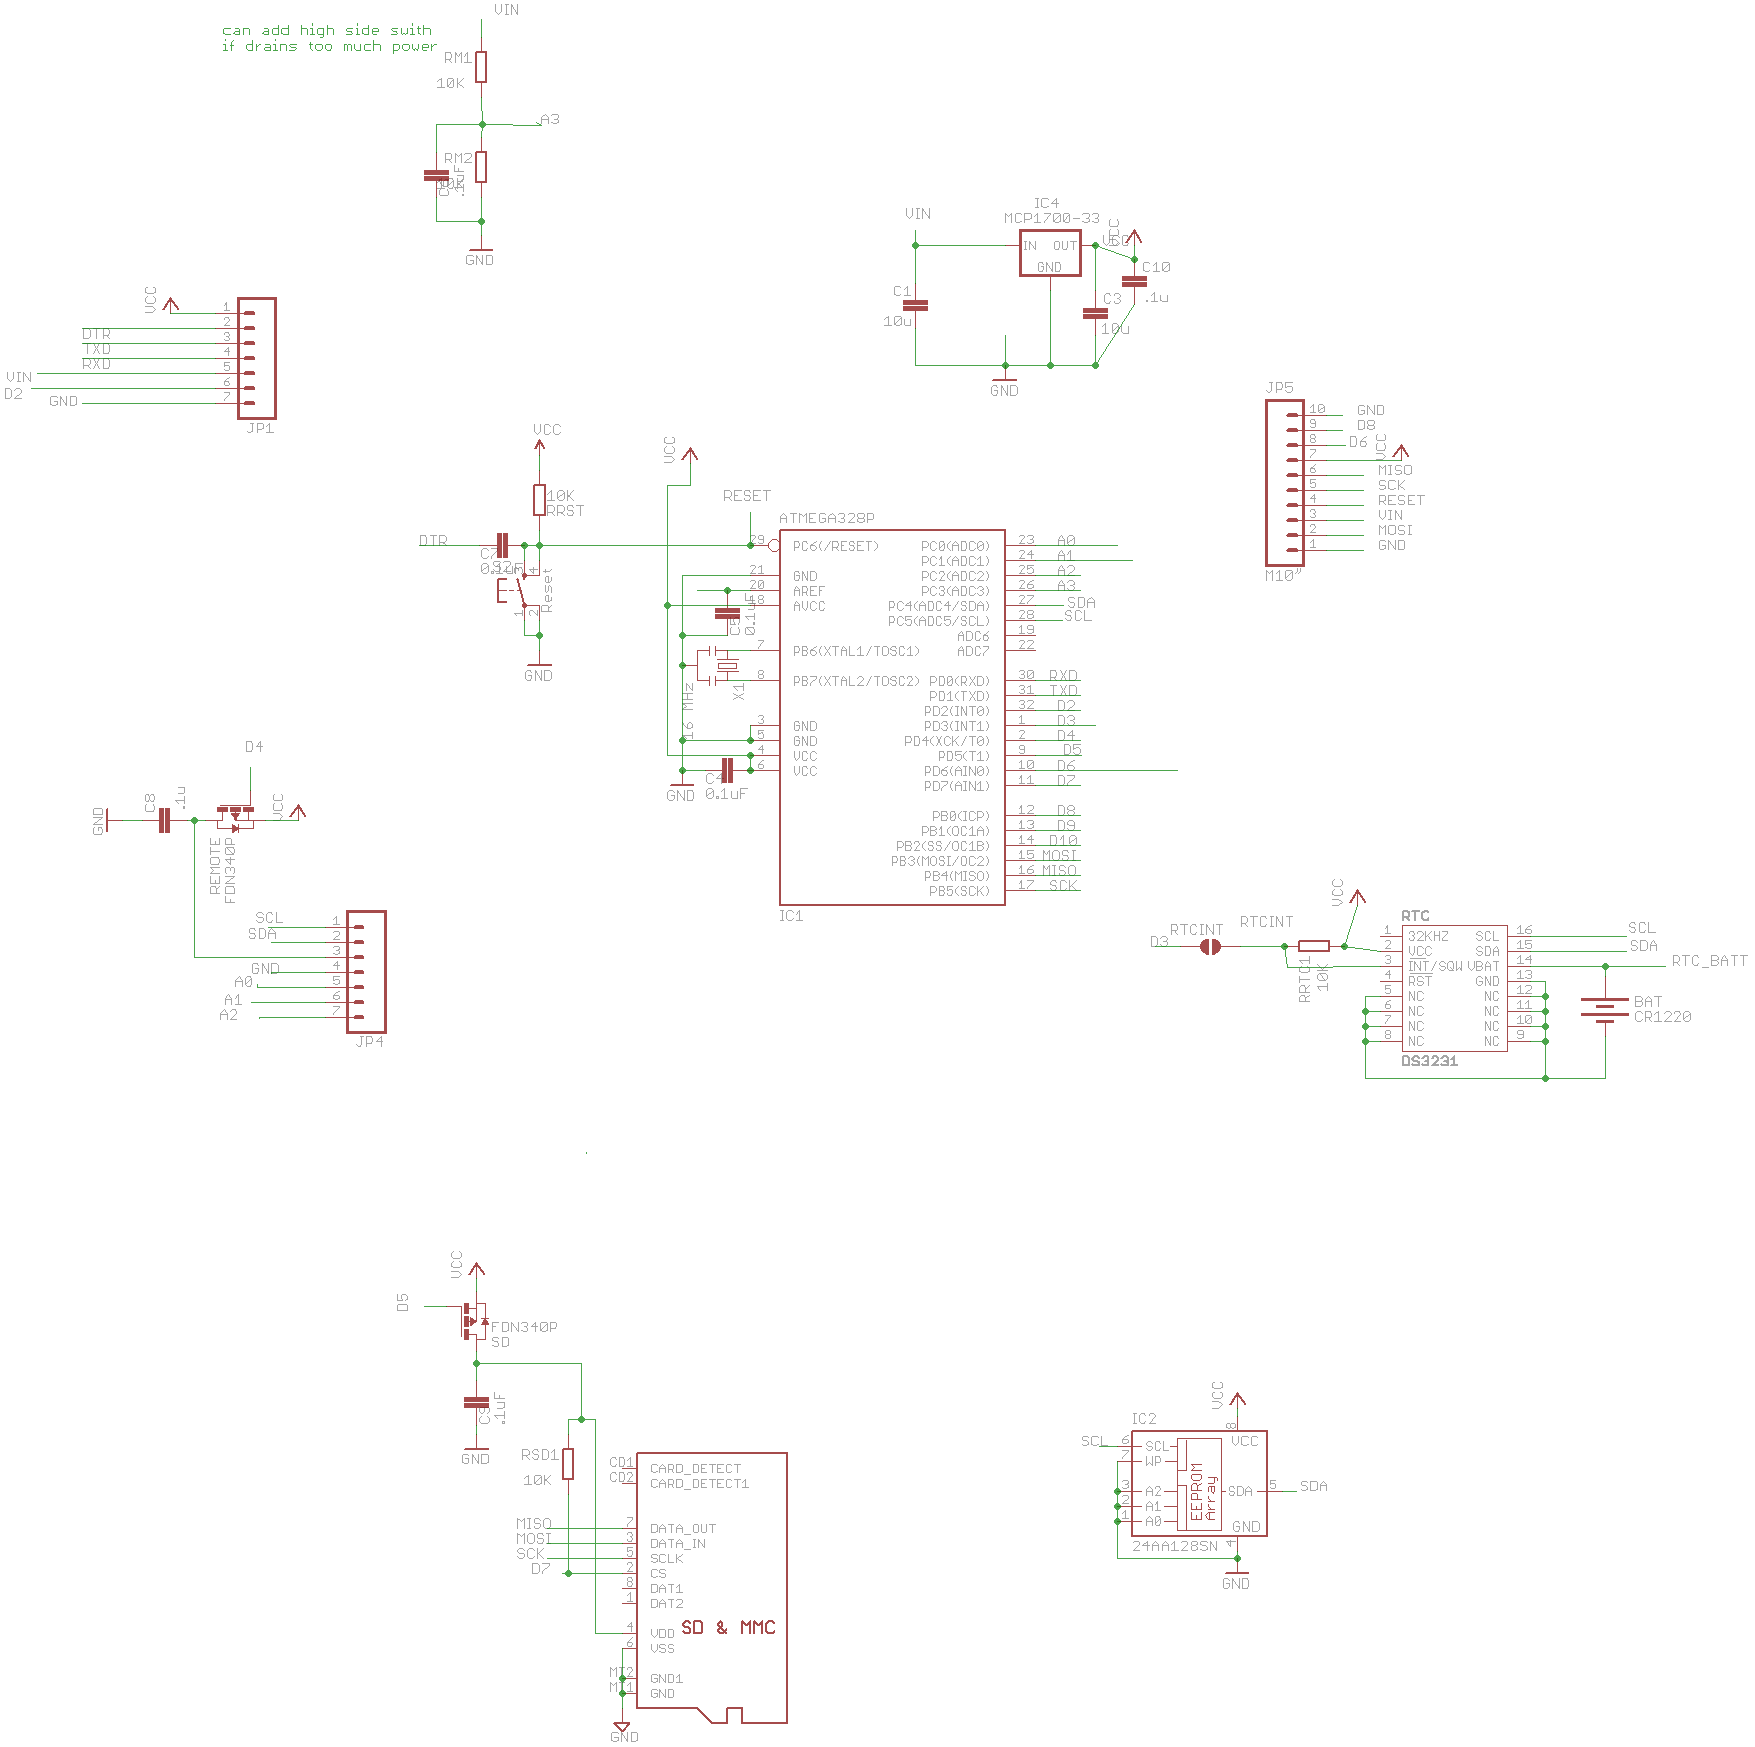 VIN
can add high side swith
if drains too much power
RM1
10K
A3
RM2
.1uF
GND
VIN
IC4
MCP1700-33
VCC
IN
OUT
GND
C10
.1u
C1
10u
C3
10u
GND
VCC
1
2
DTR
3
TXD
4
RXD
5
VIN
6
D2
7
GND
JP1
JP5
10
GND
9
D8
8
D6
7
VCC
6
MISO
5
SCK
4
RESET
3
VIN
2
MOSI
1
GND
M10"
VCC
10K
RRST
DTR
C7
0.1uF
3
4
1
2
Reset
GND
VCC
RESET
ATMEGA328P
29
PC6(/RESET)
21
GND
20
AREF
18
AVCC
C5
0.1uF
7
PB6(XTAL1/TOSC1)
8
PB7(XTAL2/TOSC2)
16 MHz
X1
3
GND
5
GND
4
VCC
6
VCC
C4
0.1uF
GND
PC0(ADC0)
23
A0
PC1(ADC1)
24
A1
PC2(ADC2)
25
A2
PC3(ADC3)
26
A3
PC4(ADC4/SDA)
27
SDA
PC5(ADC5/SCL)
28
SCL
ADC6
19
ADC7
22
PD0(RXD)
30
RXD
PD1(TXD)
31
TXD
PD2(INT0)
32
D2
PD3(INT1)
1
D3
PD4(XCK/T0)
2
D4
PD5(T1)
9
D5
PD6(AIN0)
10
D6
PD7(AIN1)
11
D7
PB0(ICP)
12
D8
PB1(OC1A)
13
D9
PB2(SS/OC1B)
14
D10
PB3(MOSI/OC2)
15
MOSI
PB4(MISO)
16
MISO
PB5(SCK)
17
SCK
IC1
D4
GND
C8
.1u
VCC
REMOTE
FDN340P
SCL
1
SDA
2
3
GND
4
A0
5
A1
6
A2
7
JP4
D3
RTCINT
RTCINT
RRTC1
10K
VCC
RTC
1
32KHZ
2
VCC
3
INT/SQW
4
RST
5
NC
6
NC
7
NC
8
NC
SCL
16
SCL
SDA
15
SDA
VBAT
14
RTC_BATT
GND
13
NC
12
NC
11
NC
10
NC
9
DS3231
BAT
CR1220
VCC
D5
FDN340P
SD
C9
.1uF
GND
RSD1
10K
CD1
CARD_DETECT
CD2
CARD_DETECT1
MISO
7
DATA_OUT
MOSI
3
DATA_IN
SCK
5
SCLK
D7
2
CS
8
DAT1
1
DAT2
4
VDD
6
VSS
SD & MMC
MT2
GND1
MT1
GND
GND
VCC
IC2
8
VCC
SCL
6
SCL
7
WP
3
A2
2
A1
1
A0
EEPROM
Array
SDA
5
SDA
GND
4
24AA128SN
GND